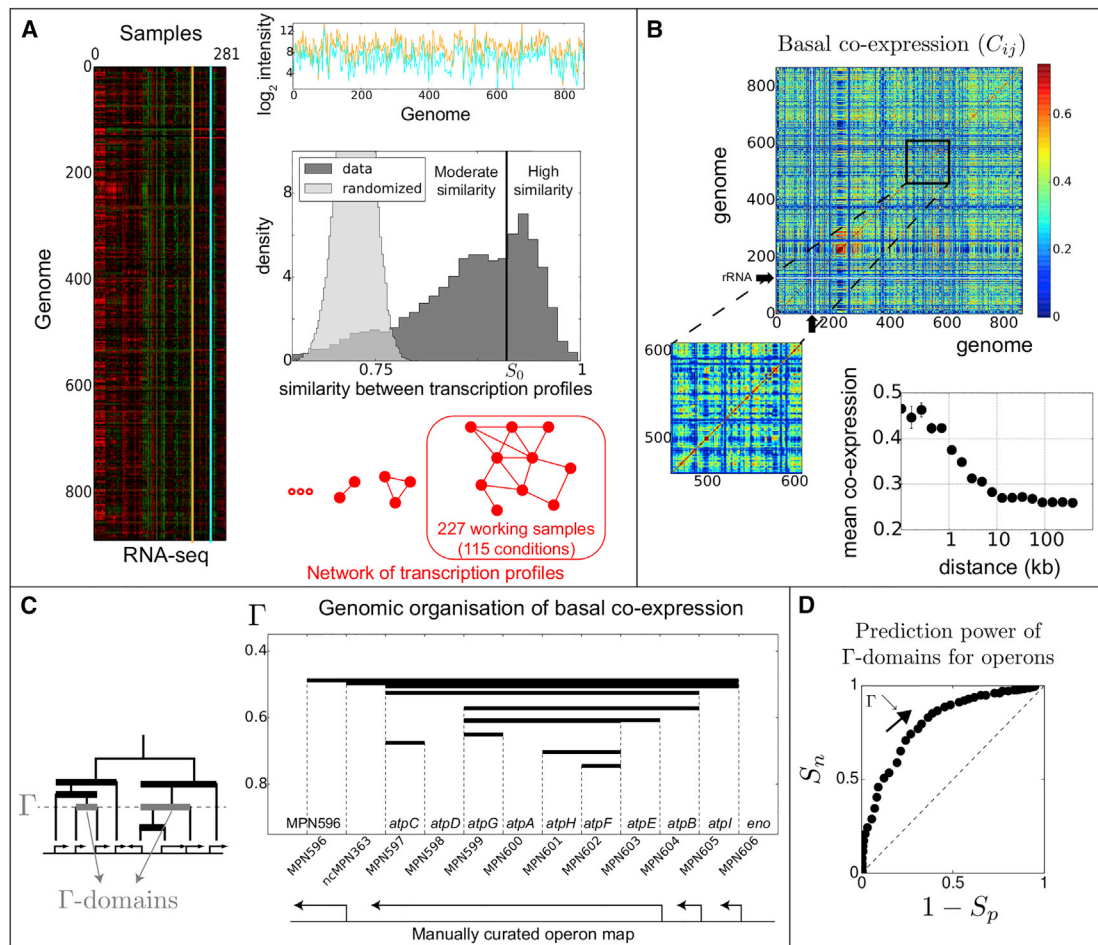 A
Samples
0
281
0
200
400
600
800
Genome
RNA-seq
log2 intensity
12
8
4
0 200 400 600 800
Genome
data
randomized
Moderate similarity
High similarity
density
8
4
0
0.75
S0
1
similarity between transcription profiles
227 working samples
(115 conditions)
Network of transcription profiles
B
Basal co-expression (Cij)
genome
800
600
400
200
0
rRNA
0 200 400 600 800
genome
0.6
0.4
0.2
0
600
500
500 600
mean co-expression
0.5
0.4
0.3
0.2
1 10 100
distance (kb)
C
Γ
Γ-domains
Γ
Genomic organisation of basal co-expression
0.4
0.6
0.8
MPN596 atpC atpD atpG atpA atpH atpF atpE atpB atpI eno
MPN596 ncMPN363 MPN597 MPN598 MPN599 MPN600 MPN601 MPN602 MPN603 MPN604 MPN605 MPN606
Manually curated operon map
D
Prediction power of
Γ-domains for operons
Γ
Sn
1
0.5
0
0.5 1
1 − Sp